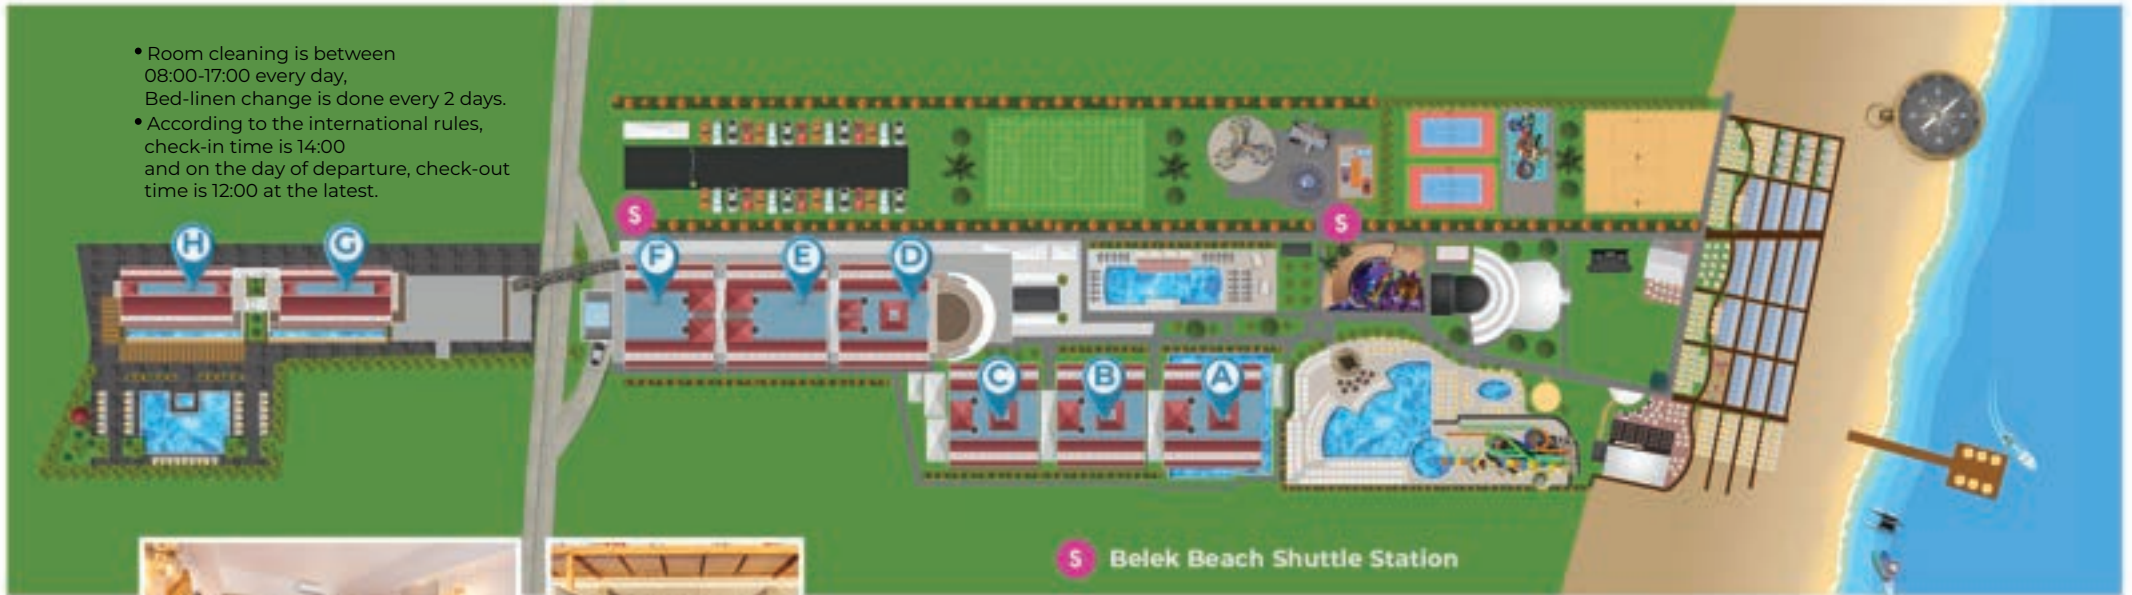 • Room cleaning is between
08:00-17:00 every day,
Bed-linen change is done every 2 days.
• According to the international rules,
check-in time is 14:00
and on the day of departure, check-out
time is 12:00 at the latest.
S
S
H
G
F
E
D
C
B
A
S Belek Beach Shuttle Station